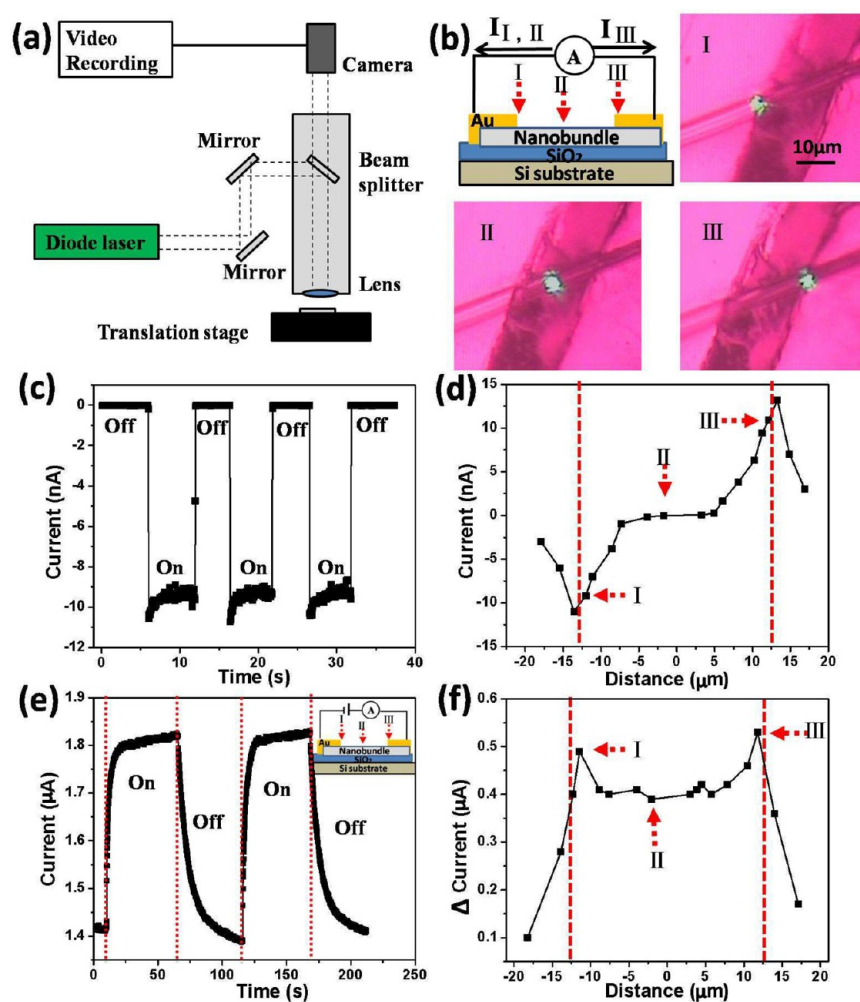 (a)
Video
Recording
Camera
Mirror
Beam
splitter
Diode laser
Mirror
Lens
Translation stage
(b)
I I , II
I III
A
I
II
III
Au
Nanobundle
SiO₂
Si substrate
I
10μm
II
III
(c)
0
-2
-4
-6
-8
-10
-12
Current (nA)
Off
Off
Off
Off
On
On
On
0
10
20
30
40
Time (s)
(d)
15
10
5
0
-5
-10
-15
Current (nA)
III
II
I
-20
-15
-10
-5
0
5
10
15
20
Distance (μm)
(e)
1.9
1.8
1.7
1.6
1.5
1.4
Current (μA)
On
Off
On
Off
A
I
II
III
Au
Nanobundle
SiO₂
Si substrate
0
50
100
150
200
250
Time (s)
(f)
0.6
0.5
0.4
0.3
0.2
0.1
Δ Current (μA)
I
III
II
-20
-15
-10
-5
0
5
10
15
20
Distance (μm)